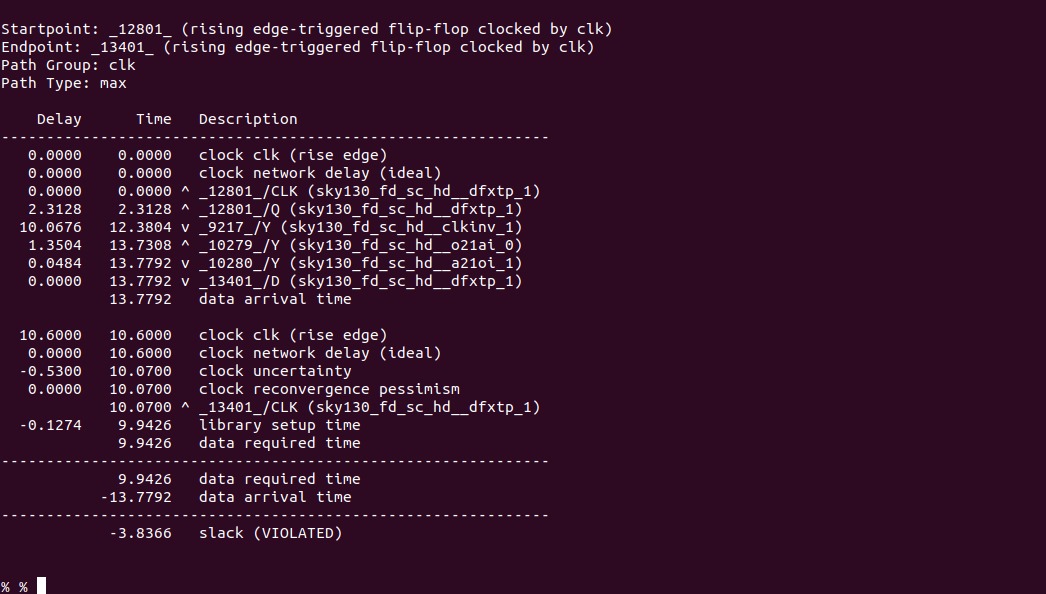 Startpoint: _12801_ (rising edge-triggered flip-flop clocked by clk)
Endpoint: _13401_ (rising edge-triggered flip-flop clocked by clk)
Path Group: clk
Path Type: max
    Delay      Time   Description
-------------------------------------------------------------
   0.0000    0.0000   clock clk (rise edge)
   0.0000    0.0000   clock network delay (ideal)
   0.0000    0.0000 ^ _12801_/CLK (sky130_fd_sc_hd__dfxtp_1)
   2.3128    2.3128 ^ _12801_/Q (sky130_fd_sc_hd__dfxtp_1)
  10.0676   12.3804 v _9217_/Y (sky130_fd_sc_hd__clkinv_1)
   1.3504   13.7308 ^ _10279_/Y (sky130_fd_sc_hd__o21ai_0)
   0.0484   13.7792 v _10280_/Y (sky130_fd_sc_hd__a21oi_1)
   0.0000   13.7792 v _13401_/D (sky130_fd_sc_hd__dfxtp_1)
            13.7792   data arrival time
  10.6000   10.6000   clock clk (rise edge)
   0.0000   10.6000   clock network delay (ideal)
  -0.5300   10.0700   clock uncertainty
   0.0000   10.0700   clock reconvergence pessimism
            10.0700 ^ _13401_/CLK (sky130_fd_sc_hd__dfxtp_1)
  -0.1274    9.9426   library setup time
             9.9426   data required time
-------------------------------------------------------------
             9.9426   data required time
           -13.7792   data arrival time
-------------------------------------------------------------
            -3.8366   slack (VIOLATED)
% %